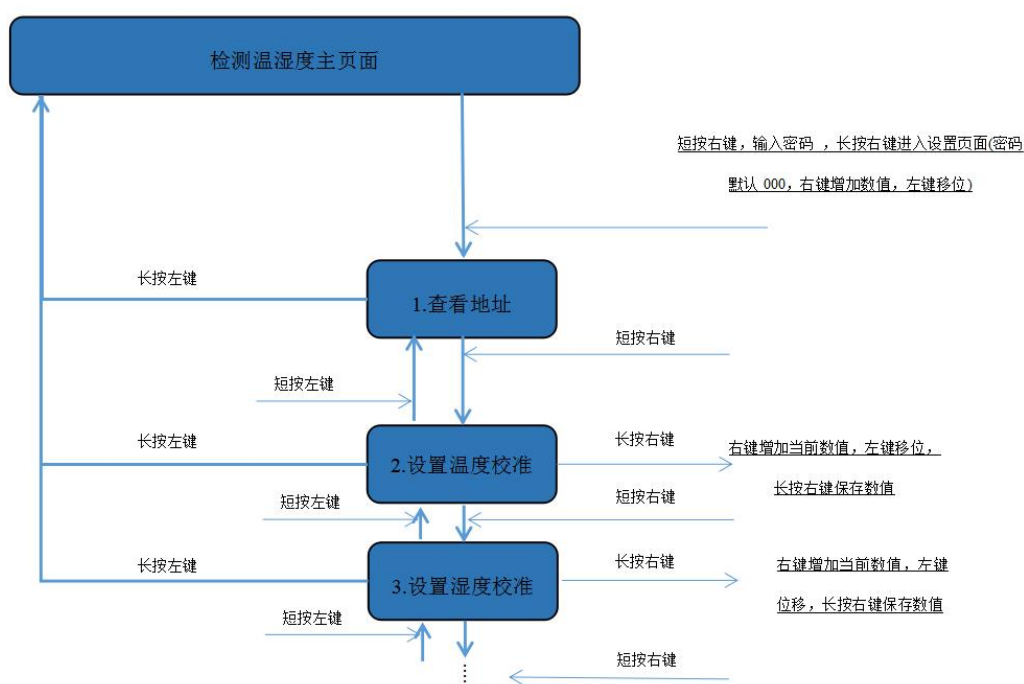 检测温湿度主页面
短按右键，输入密码 ，长按右键进入设置页面(密码
默认 000，右键增加数值，左键移位)
长按左键
1.查看地址
短按右键
短按左键
长按左键
2.设置温度校准
长按右键
右键增加当前数值，左键移位，
长按右键保存数值
短按左键
短按右键
长按左键
3.设置湿度校准
长按右键
右键增加当前数值，左键
位移，长按右键保存数值
短按左键
短按右键